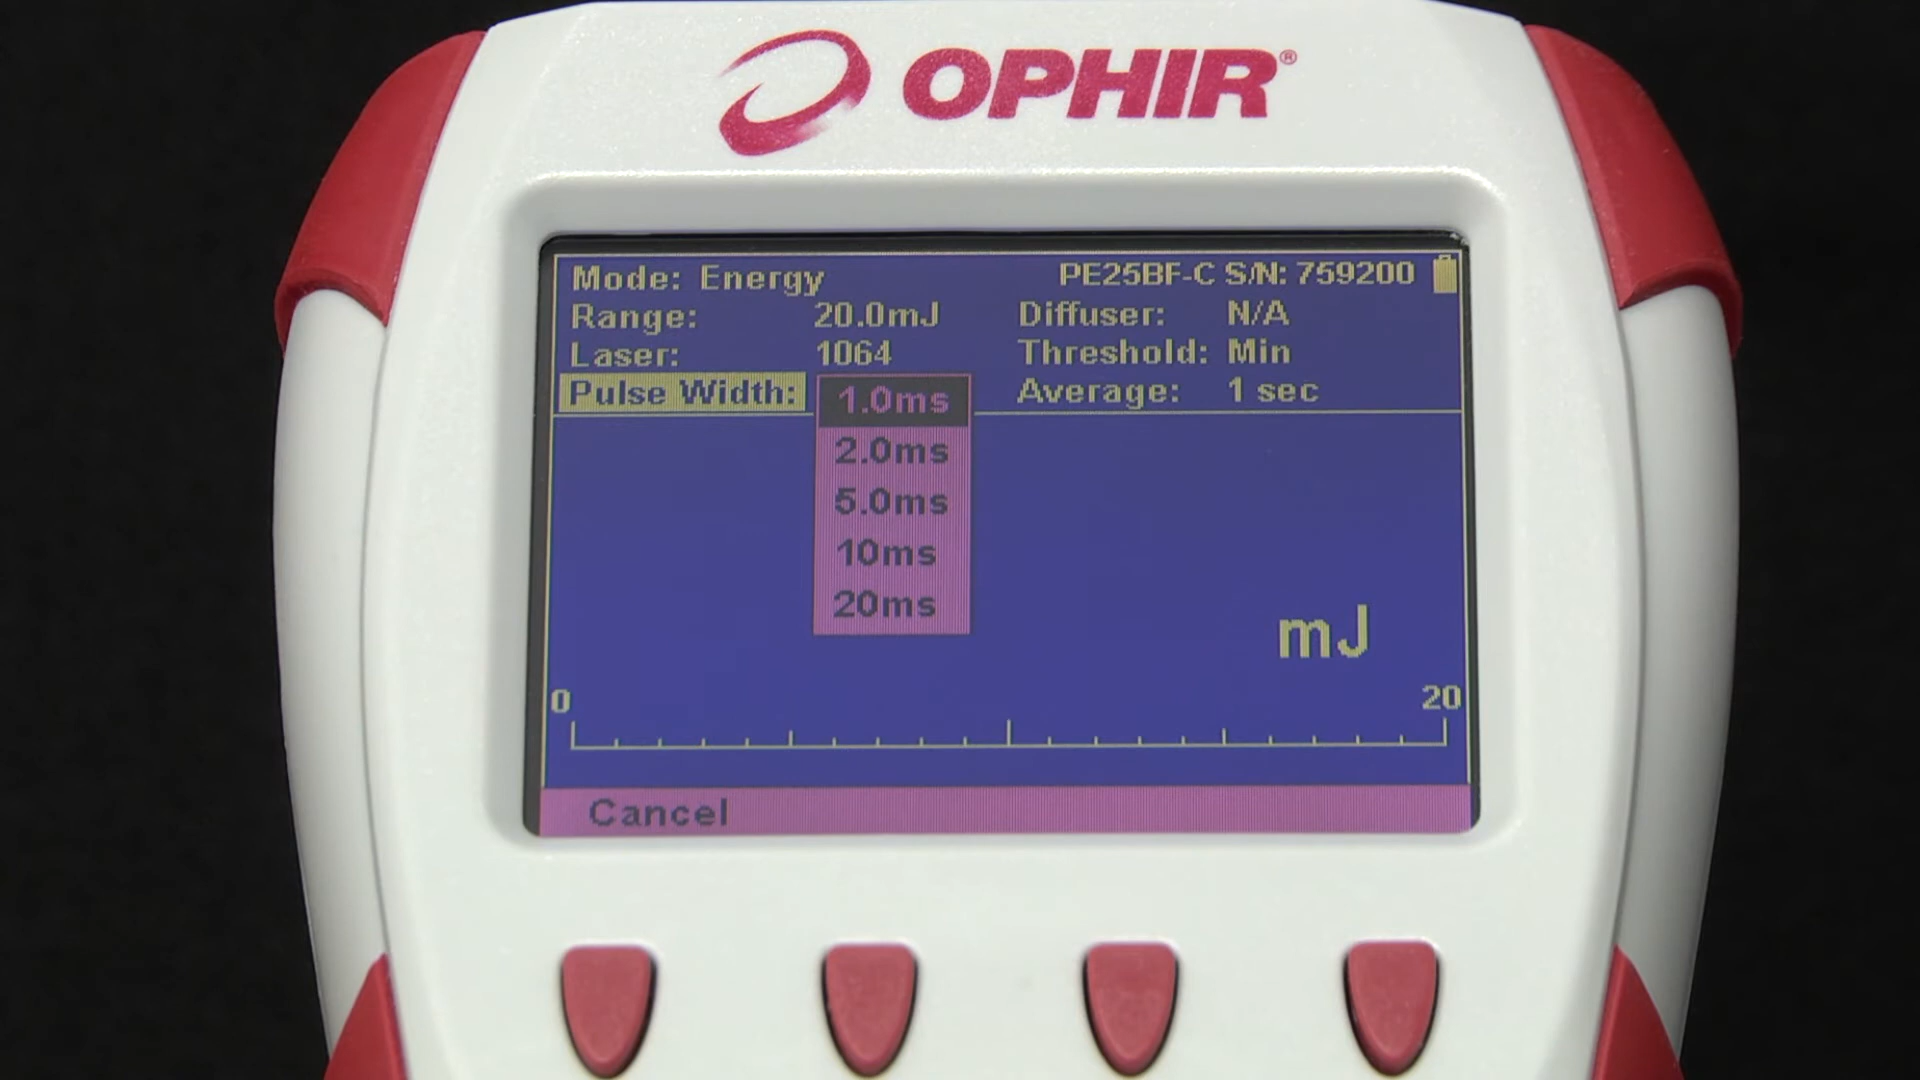 OPHIR®
Mode: Energy PE25BF-C S/N: 759200
Range: 20.0mJ Diffuser: N/A
Laser: 1064 Threshold: Min
Pulse Width: 1.0ms Average: 1 sec
2.0ms
5.0ms
10ms
20ms
mJ
0 20
Cancel